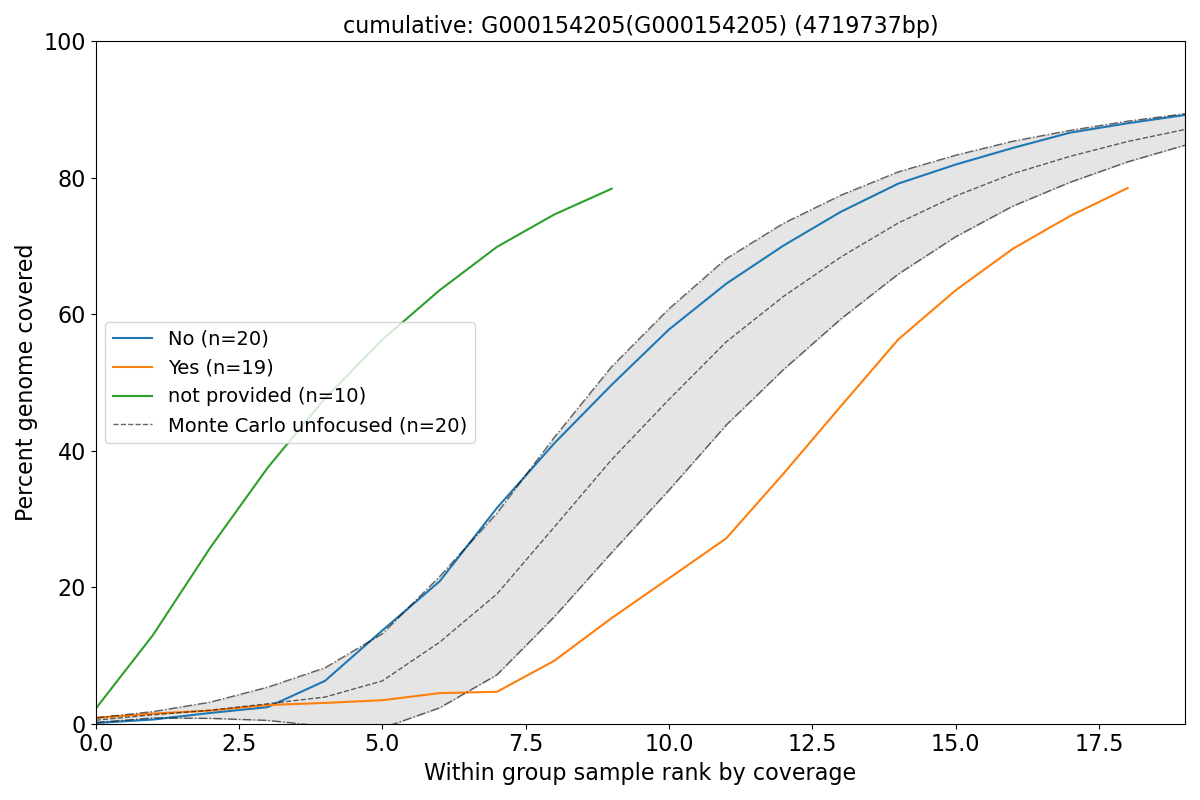 cumulative: G000154205(G000154205) (4719737bp)
100
80
60
40
20
0
Percent genome covered
No (n=20)
Yes (n=19)
not provided (n=10)
Monte Carlo unfocused (n=20)
0.0 2.5 5.0 7.5 10.0 12.5 15.0 17.5
Within group sample rank by coverage